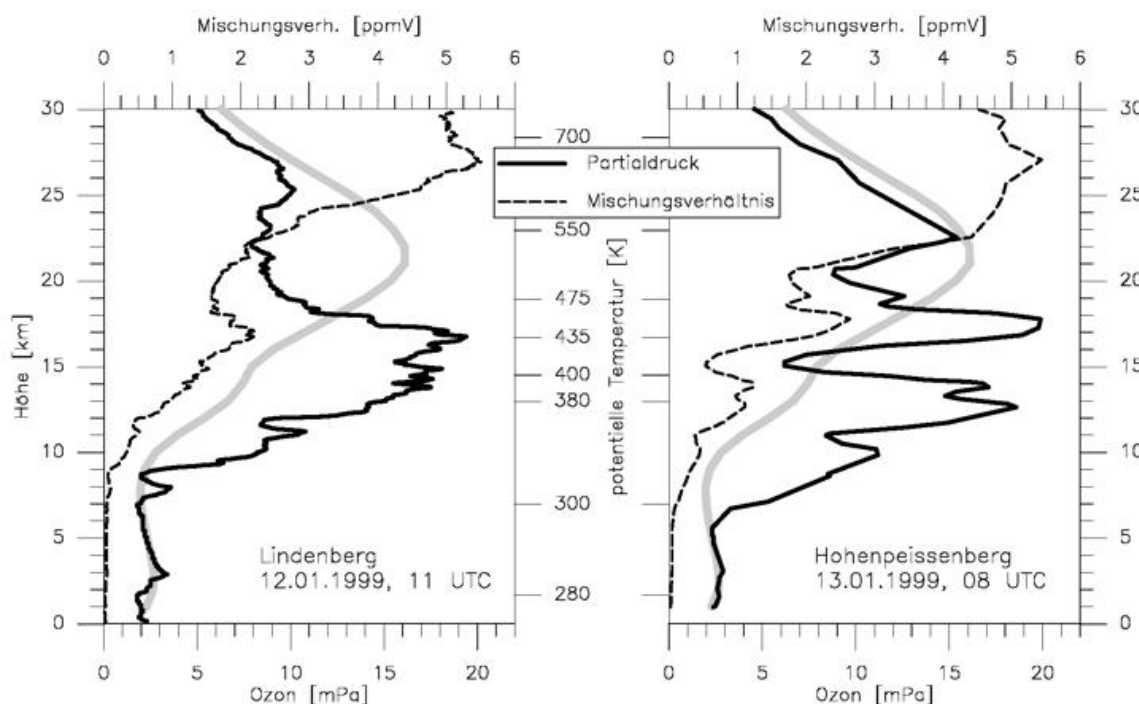 Mischungsverh. [ppmV]
0 1 2 3 4 5 6
Mischungsverh. [ppmV]
0 1 2 3 4 5 6
30
25
20
15
10
5
0
Höhe [km]
700
550
475
435
400
380
300
280
potentielle Temperatur [K]
Partialdruck
Mischungsverhältnis
30
25
20
15
10
5
0
Lindenberg
12.01.1999, 11 UTC
Hohenpeissenberg
13.01.1999, 08 UTC
0 5 10 15 20
Ozon [mPa]
0 5 10 15 20
Ozon [mPa]